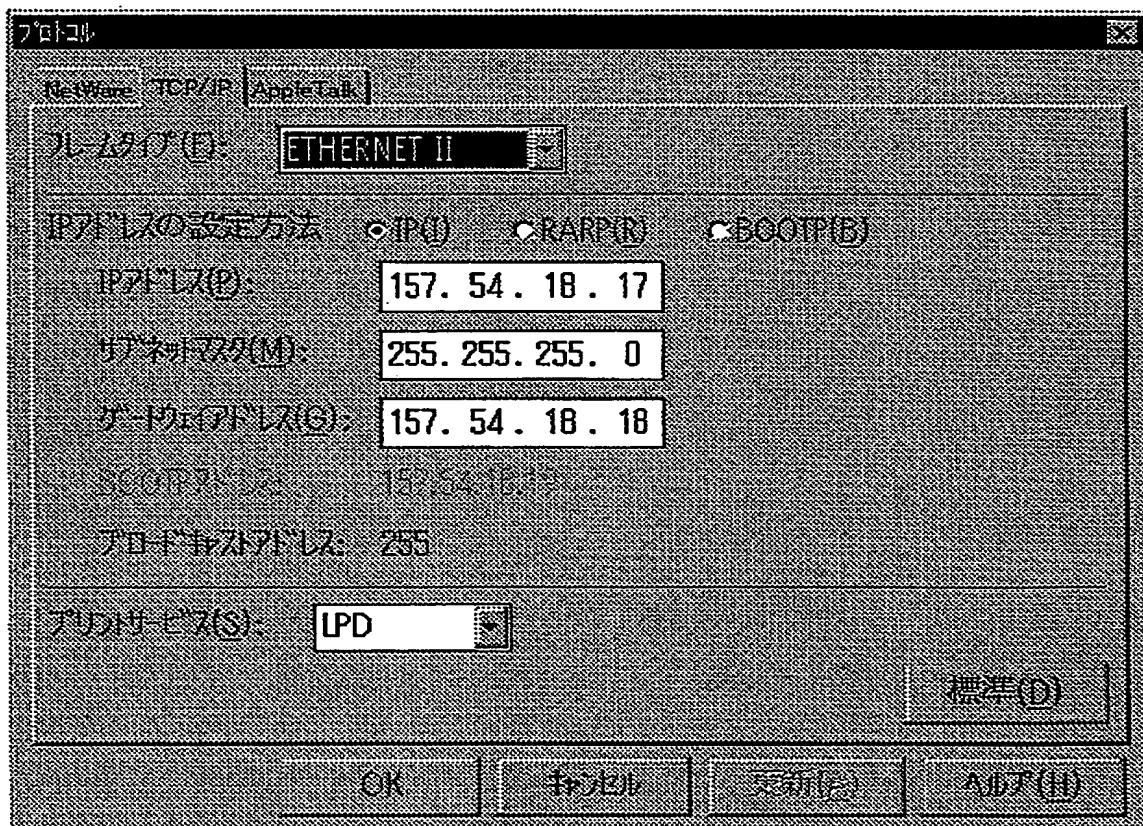 プロトコル
NetWare TCP/IP AppleTalk
フレームタイプ(F): ETHERNET II
IPアドレスの設定方法 IP(I) RARP(R) BOOTP(B)
IPアドレス(P): 157. 54 . 18 . 17
サブネットマスク(M): 255. 255. 255. 0
ゲートウェイアドレス(G): 157. 54 . 18 . 18
ブロードキャストアドレス: 255
プリントサービス(S): LPD
標準(D)
OK キャンセル 更新(A) ヘルプ(H)